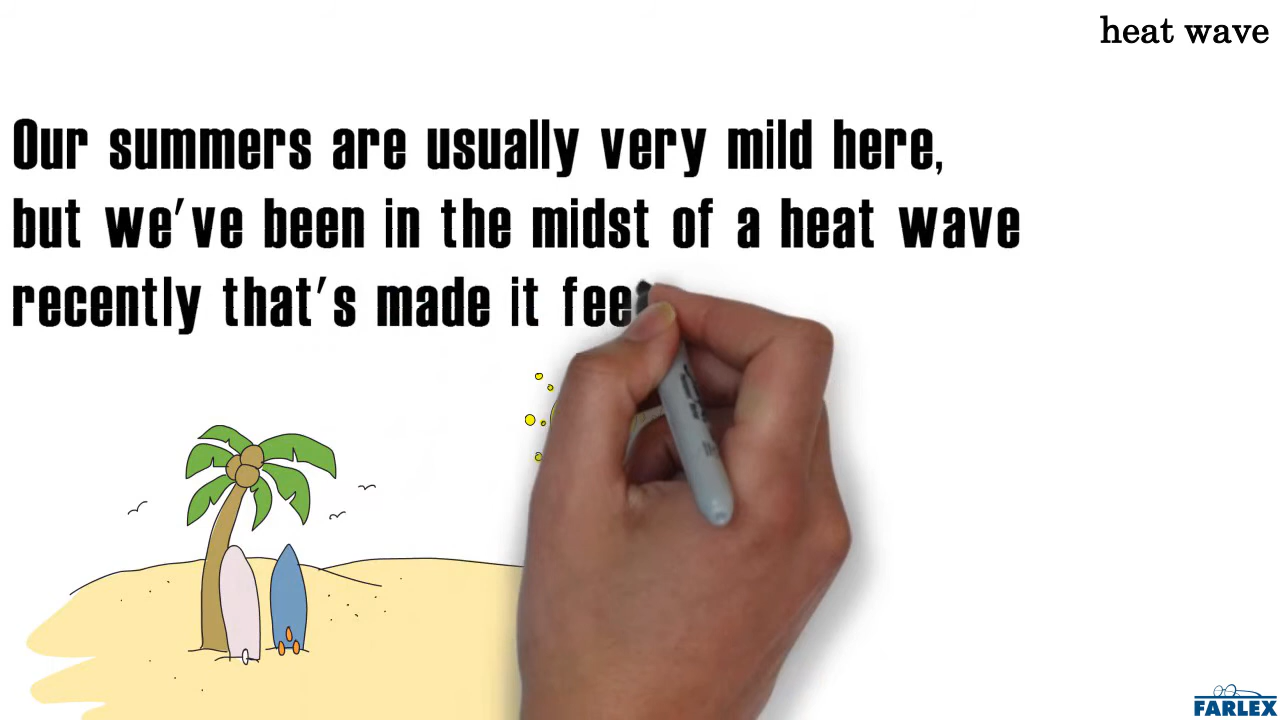 heat wave
Our summers are usually very mild here,
but we've been in the midst of a heat wave
recently that's made it fee
FARLEX